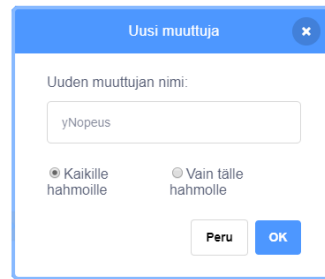 Uusi muuttuja
Uuden muuttujan nimi:
yNopeus
Kaikille hahmoille
Vain tälle hahmolle
Peru OK